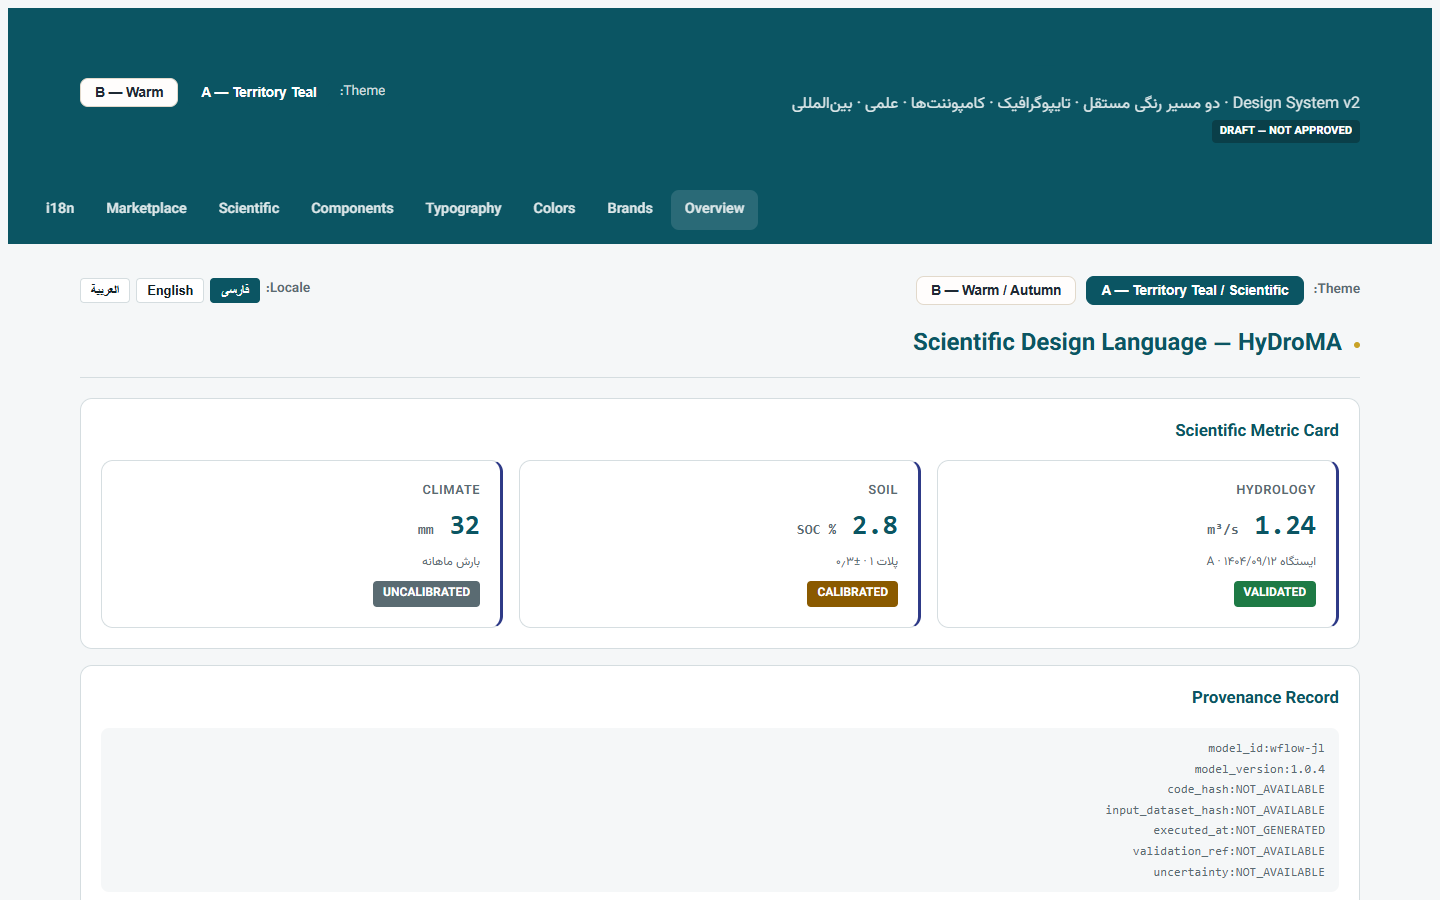 Design System v2 · دو مسیر رنگی مستقل · تایپوگرافیک · کامپوننت‌ها · علمی · بین‌المللی
DRAFT — NOT APPROVED
Theme:
A — Territory Teal
B — Warm
Overview
Brands
Colors
Typography
Components
Scientific
Marketplace
i18n
Theme:
A — Territory Teal / Scientific
B — Warm / Autumn
Locale:
فارسی
English
العربية
Scientific Design Language — HyDroMA
Scientific Metric Card
HYDROLOGY
1.24 m³/s
ایستگاه A · ۱۴۰۴/۰۹/۱۲
VALIDATED
SOIL
2.8 % SOC
پلات ۱ · ±۰٫۳
CALIBRATED
CLIMATE
32 mm
بارش ماهانه
UNCALIBRATED
Provenance Record
model_id:wflow-jl
model_version:1.0.4
code_hash:NOT_AVAILABLE
input_dataset_hash:NOT_AVAILABLE
executed_at:NOT_GENERATED
validation_ref:NOT_AVAILABLE
uncertainty:NOT_AVAILABLE